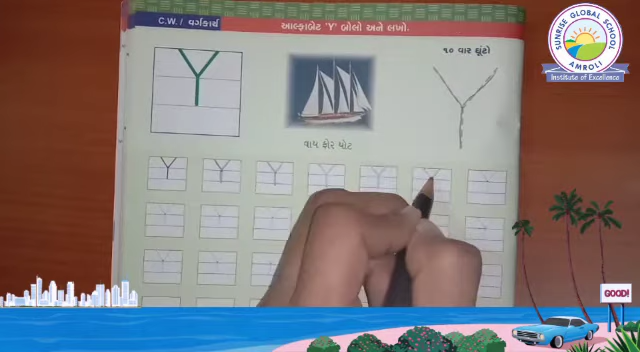 C.W. / વર્ગકાર્ય
આલ્ફાબેટ 'Y' બોલો અને લખો.
Y
૧૦ વાર ઘૂંટો
Y
વાય ફોર યોટ
Y Y Y Y Y Y Y
SUNRISE GLOBAL SCHOOL
AMROLI
Institute of Excellence
GOOD!